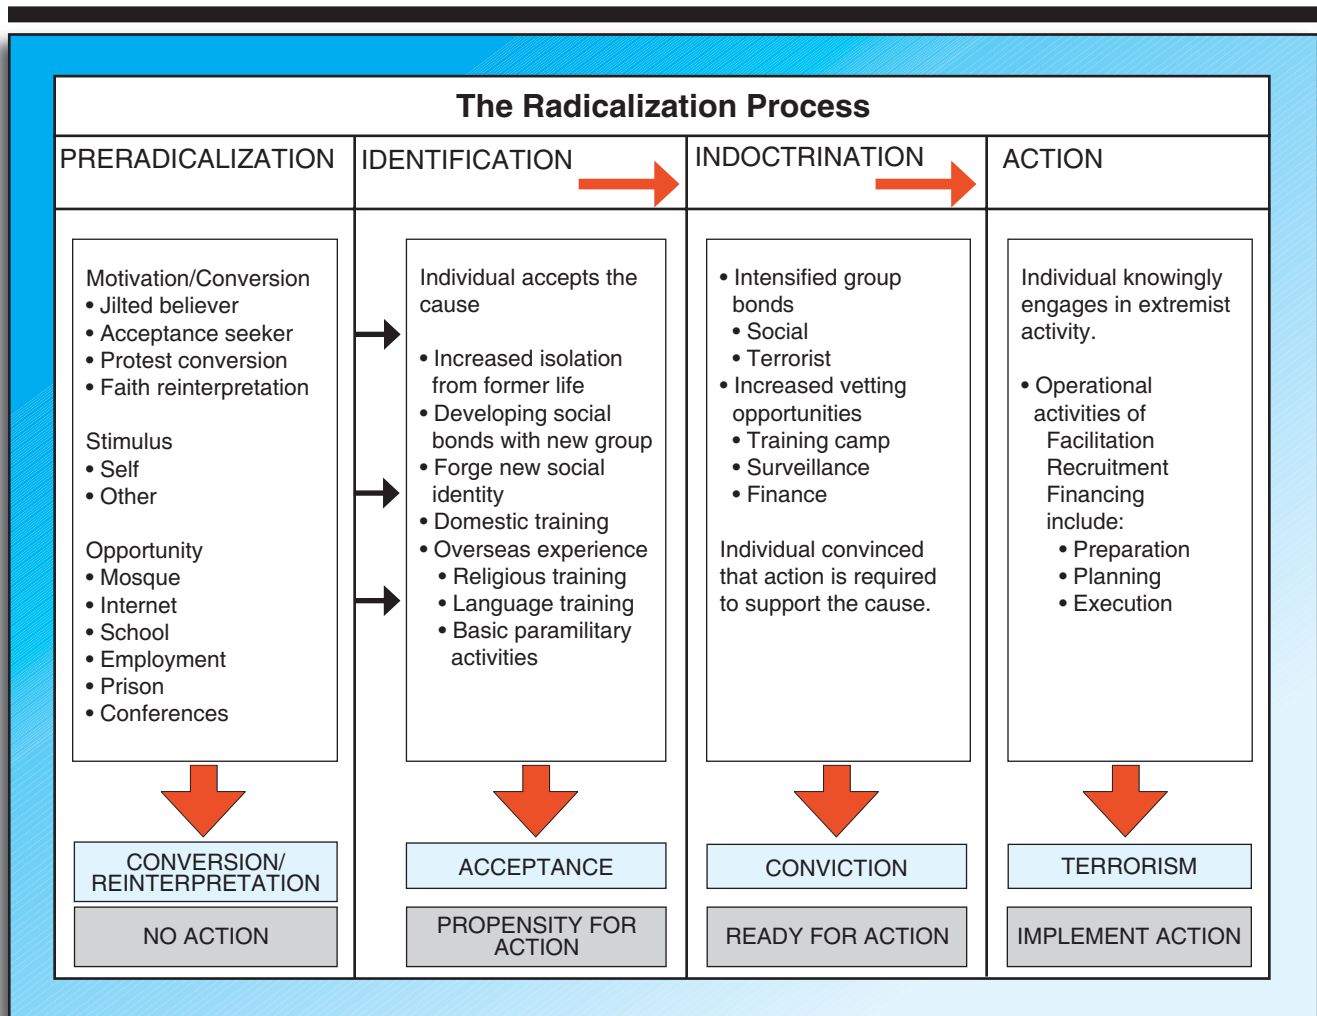 The Radicalization Process
PRERADICALIZATION
IDENTIFICATION
INDOCTRINATION
ACTION
Motivation/Conversion
• Jilted believer
• Acceptance seeker
• Protest conversion
• Faith reinterpretation
Stimulus
• Self
• Other
Opportunity
• Mosque
• Internet
• School
• Employment
• Prison
• Conferences
CONVERSION/
REINTERPRETATION
NO ACTION
Individual accepts the
cause
• Increased isolation
from former life
• Developing social
bonds with new group
• Forge new social
identity
• Domestic training
• Overseas experience
• Religious training
• Language training
• Basic paramilitary
activities
ACCEPTANCE
PROPENSITY FOR
ACTION
• Intensified group
bonds
• Social
• Terrorist
• Increased vetting
opportunities
• Training camp
• Surveillance
• Finance
Individual convinced
that action is required
to support the cause.
CONVICTION
READY FOR ACTION
Individual knowingly
engages in extremist
activity.
• Operational
activities of
Facilitation
Recruitment
Financing
include:
• Preparation
• Planning
• Execution
TERRORISM
IMPLEMENT ACTION